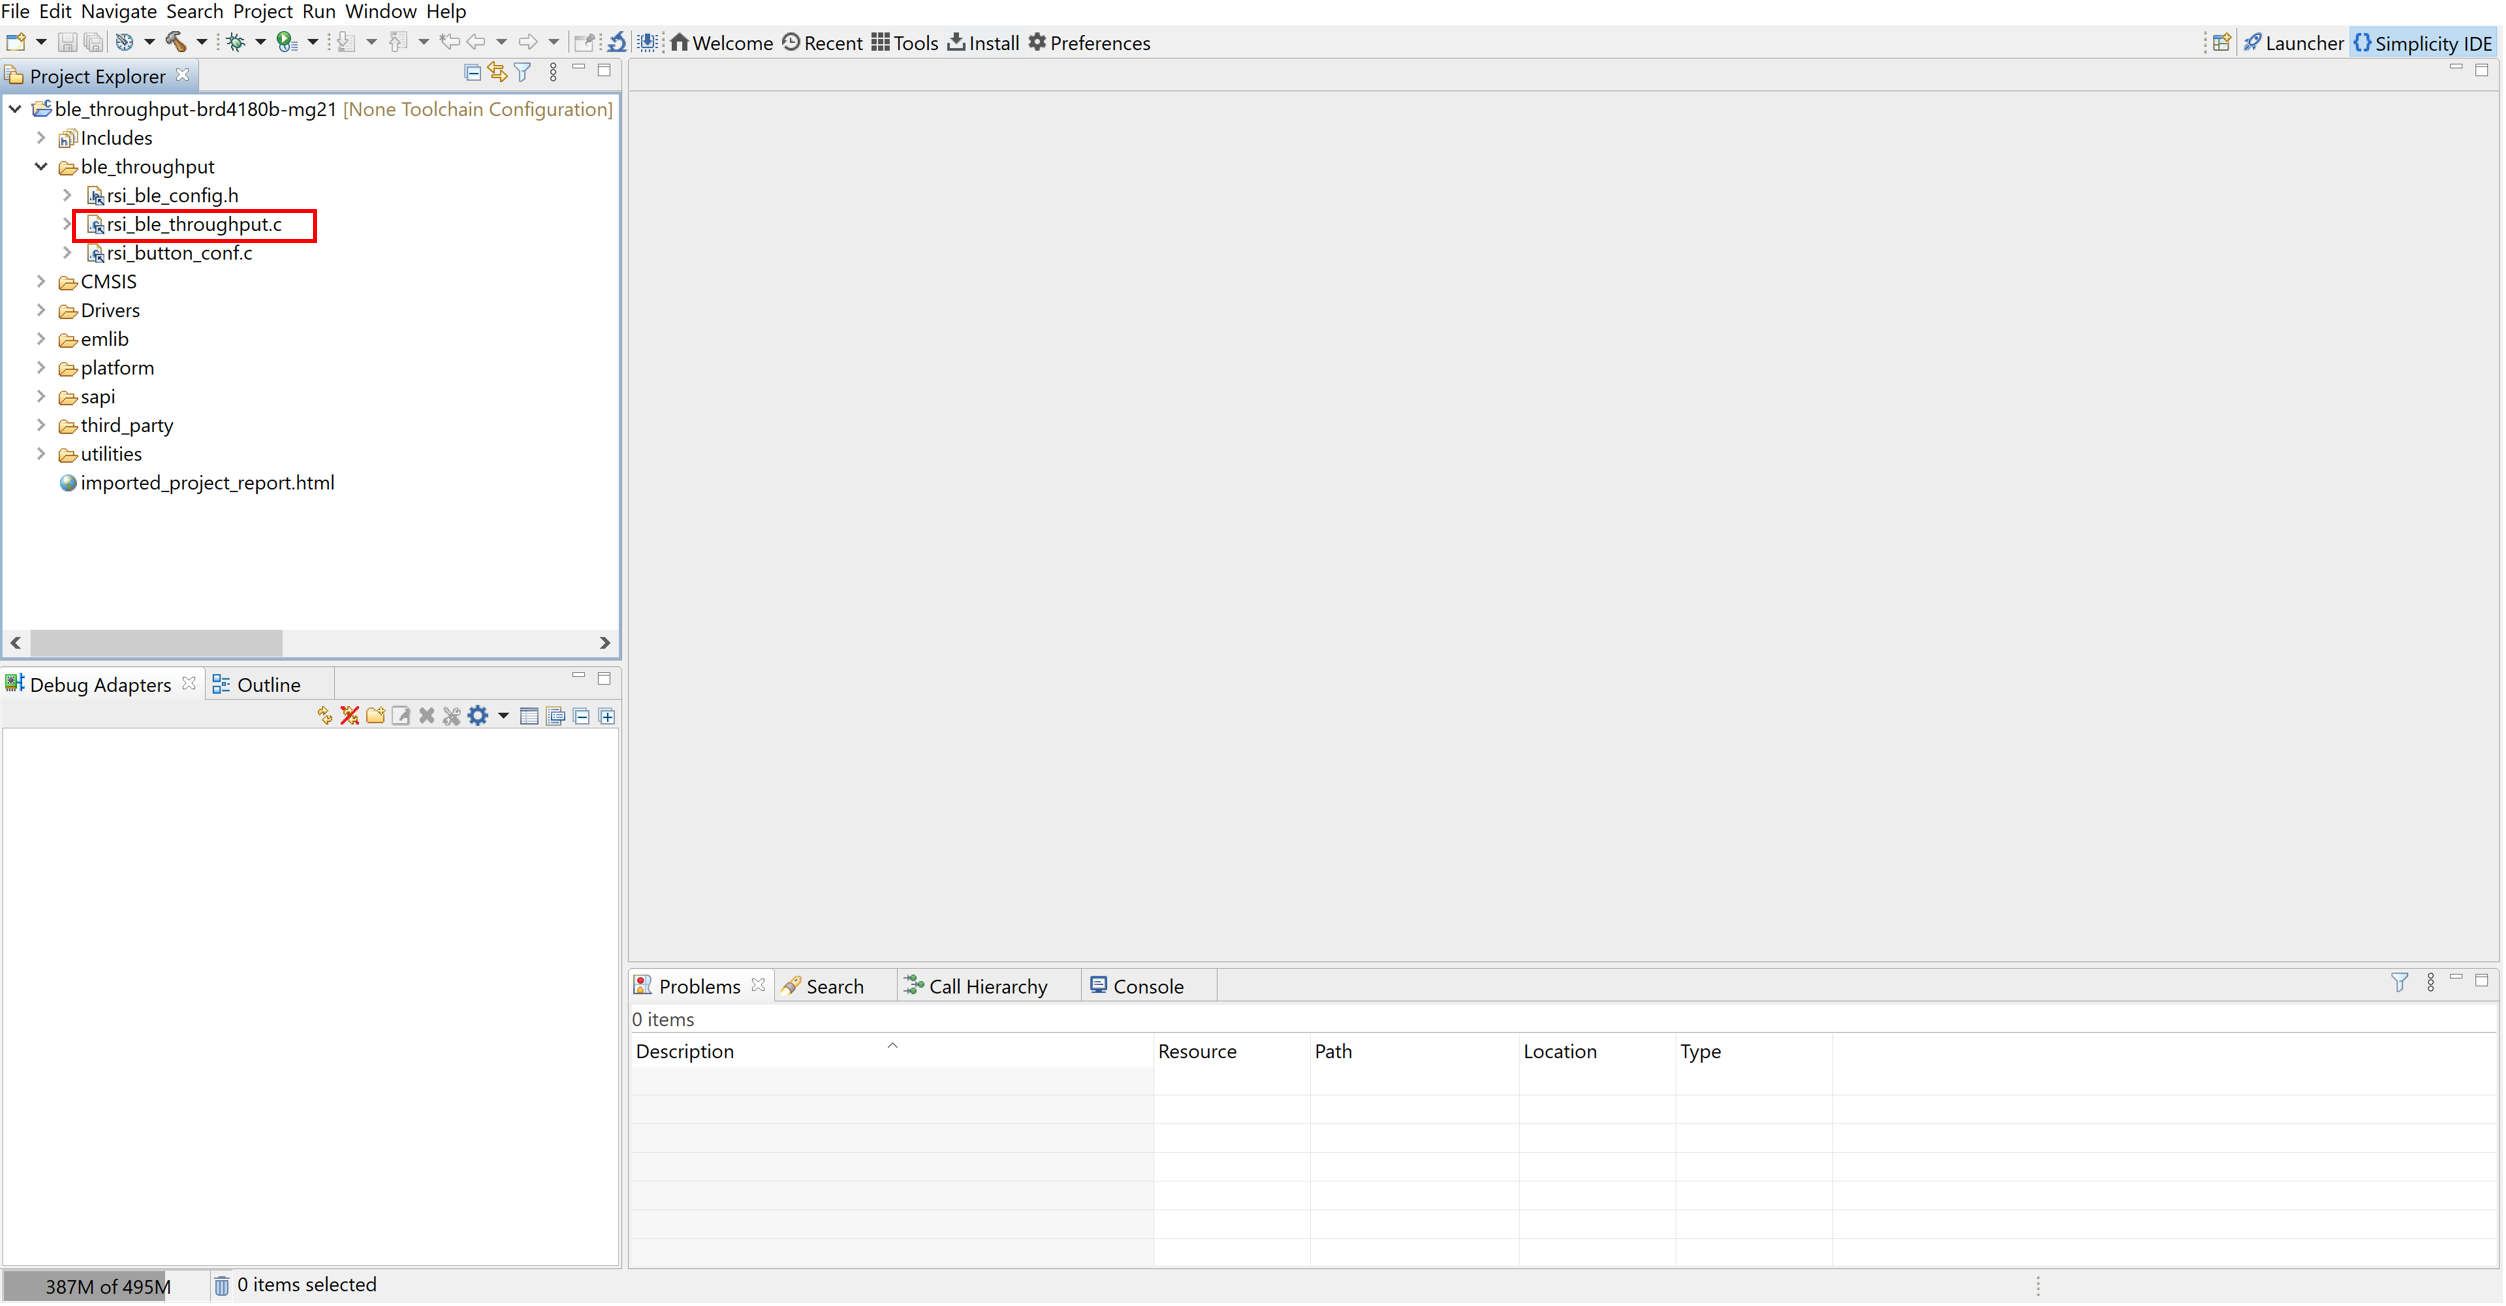 File Edit Navigate Search Project Run Window Help
Welcome Recent Tools Install Preferences Launcher {} Simplicity IDE
Project Explorer
ble_throughput-brd4180b-mg21 [None Toolchain Configuration]
Includes
ble_throughput
rsi_ble_config.h
rsi_ble_throughput.c
rsi_button_conf.c
CMSIS
Drivers
emlib
platform
sapi
third_party
utilities
imported_project_report.html
Debug Adapters Outline
Problems Search Call Hierarchy Console
0 items
Description Resource Path Location Type
387M of 495M 0 items selected